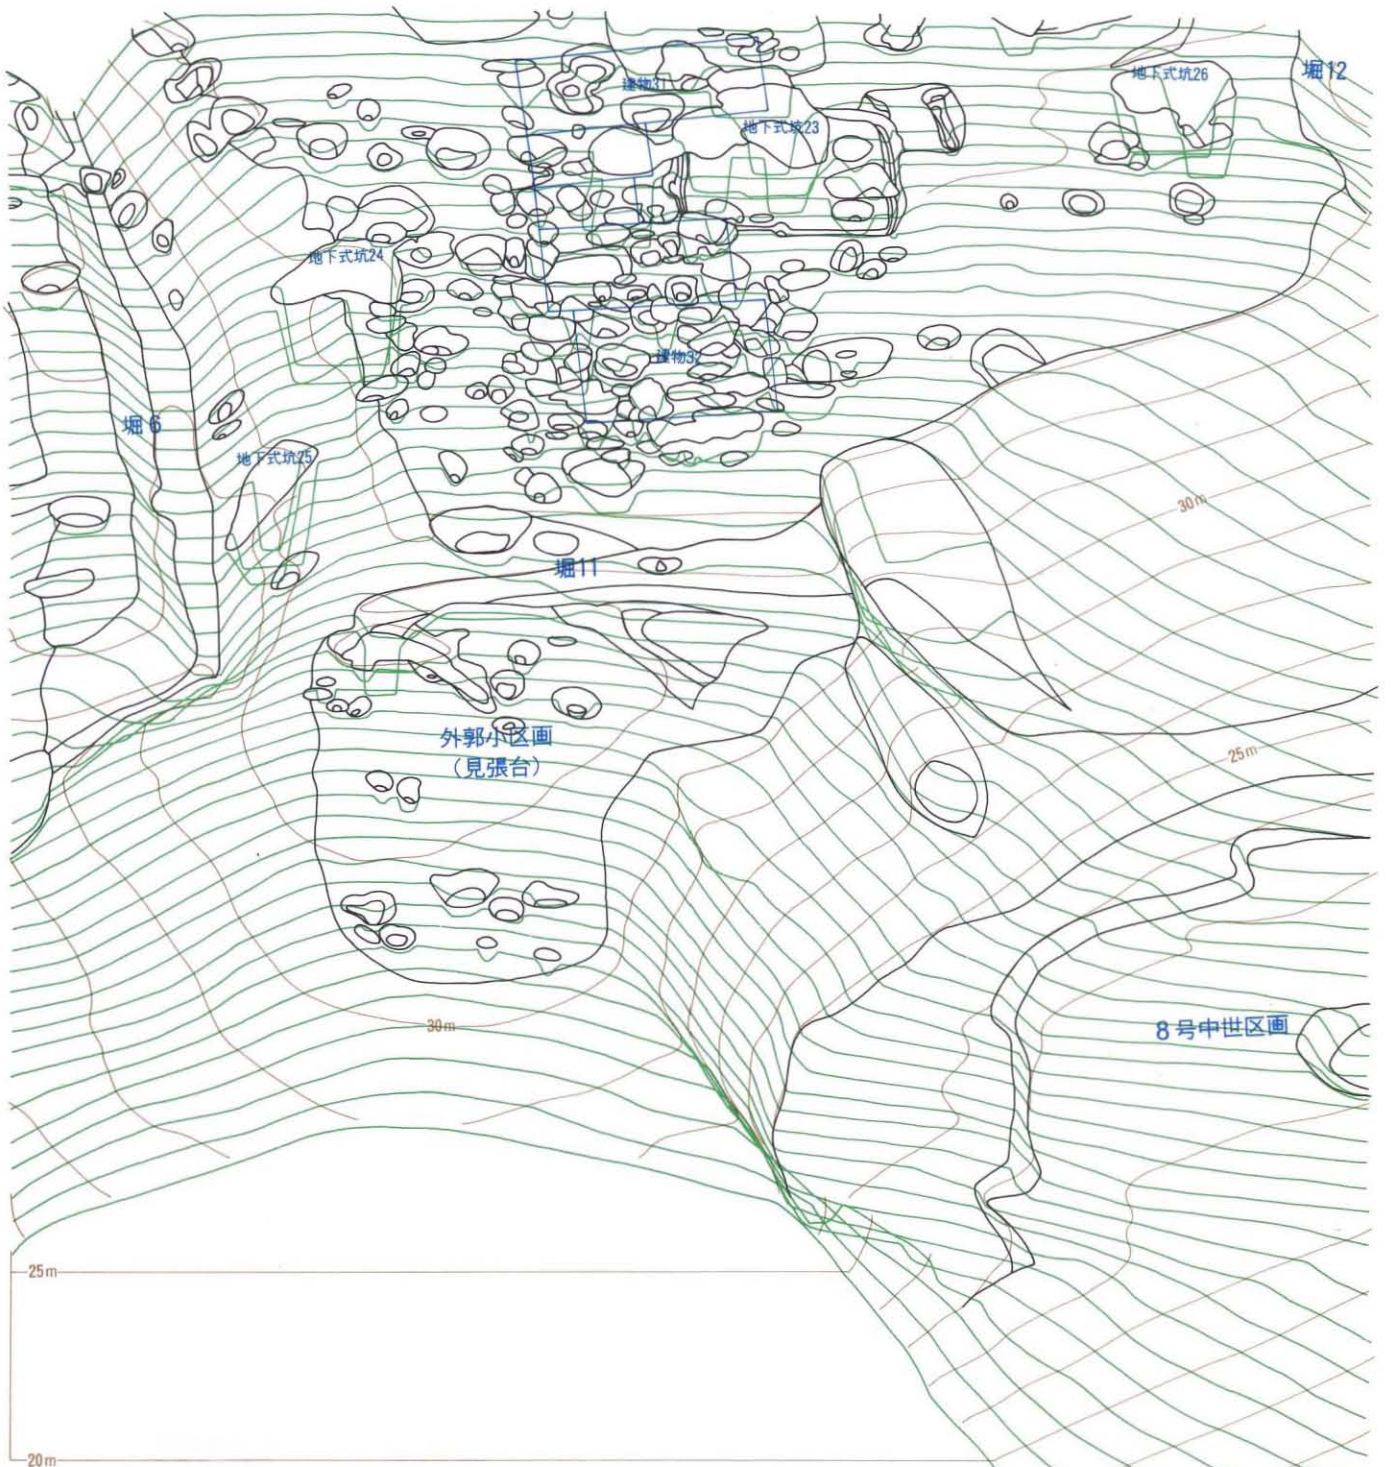 建物31
地下式坑26
堀12
地下式坑23
地下式坑24
建物32
堀6
地下式坑25
30m
堀11
外郭小区画
（見張台）
25m
30m
8号中世区画
25m
20m